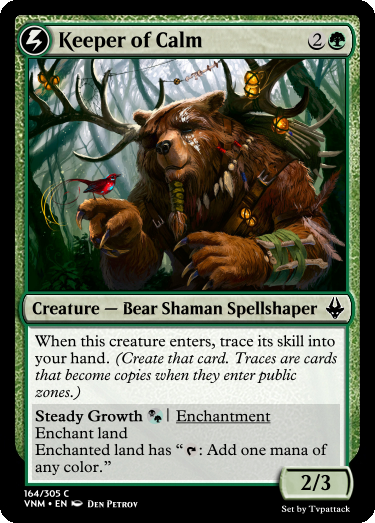 Keeper of Calm 2
Creature — Bear Shaman Spellshaper
When this creature enters, trace its skill into
your hand. (Create that card. Traces are cards
that become copies when they enter public
zones.)
Steady Growth | Enchantment
Enchant land
Enchanted land has “: Add one mana of
any color.”
2/3
164/305 C
VNM • EN Den Petrov
Set by Tvpattack